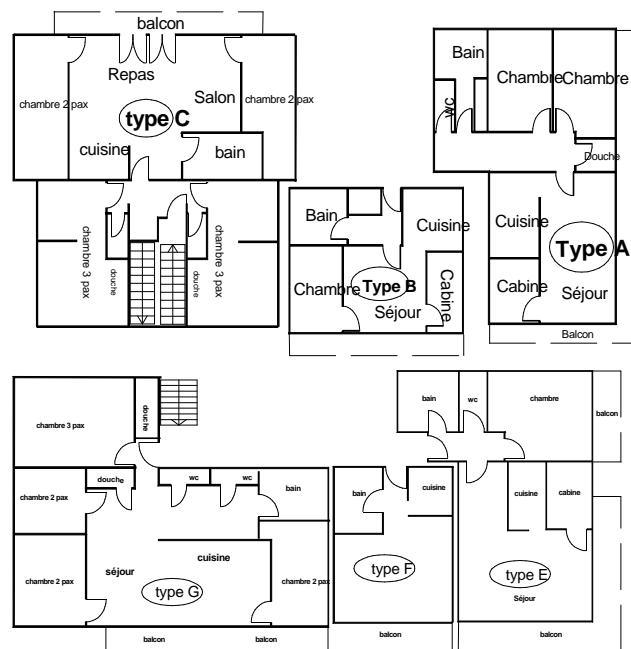 balcon
Repas
Salon
chambre 2 pax
chambre 2 pax
type C
cuisine
bain
chambre 3 pax
douche
douche
chambre 3 pax
Bain
Chambre
Chambre
wc
Douche
Cuisine
Type A
Cabine
Séjour
Balcon
Bain
Cuisine
Chambre
Type B
Cabine
Séjour
chambre 3 pax
douche
douche
wc
wc
chambre 2 pax
bain
séjour
cuisine
chambre 2 pax
chambre 2 pax
type G
balcon
balcon
bain
cuisine
type F
balcon
bain
wc
chambre
balcon
cuisine
cabine
type E
Séjour
balcon